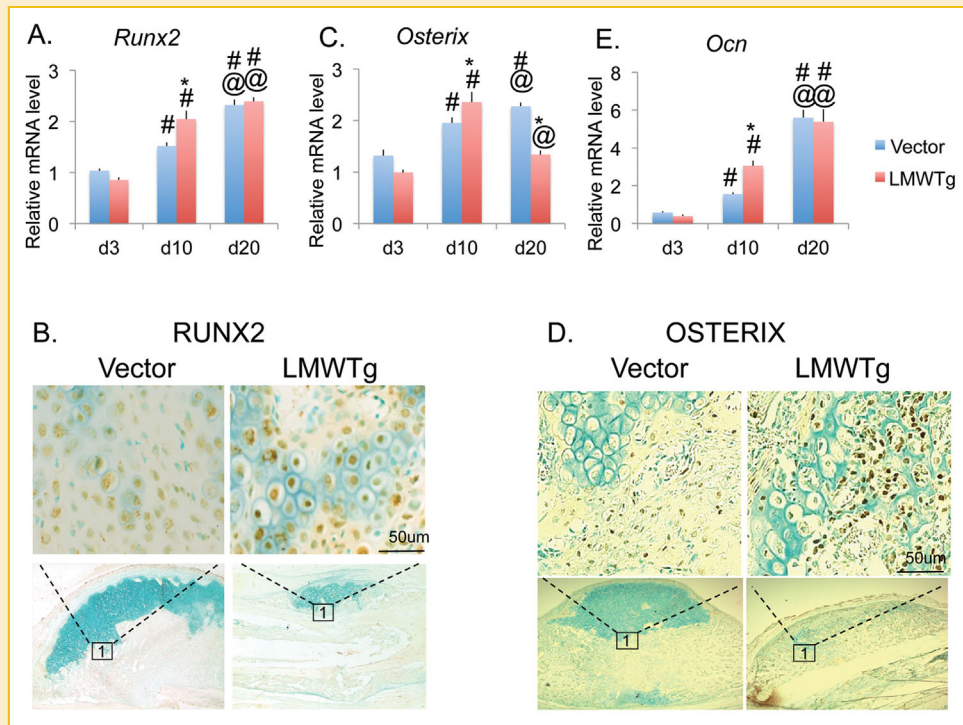 A.
Runx2
Relative mRNA level
3
2
1
0
#
*
#
#
@
#
@
d3 d10 d20
C.
Osterix
Relative mRNA level
3
2
1
0
#
*
#
#
@
*
@
d3 d10 d20
E.
Ocn
Relative mRNA level
8
6
4
2
0
#
*
#
#
@
#
@
d3 d10 d20
Vector
LMWTg
B.
RUNX2
Vector LMWTg
50um
1
1
D.
OSTERIX
Vector LMWTg
50um
1
1